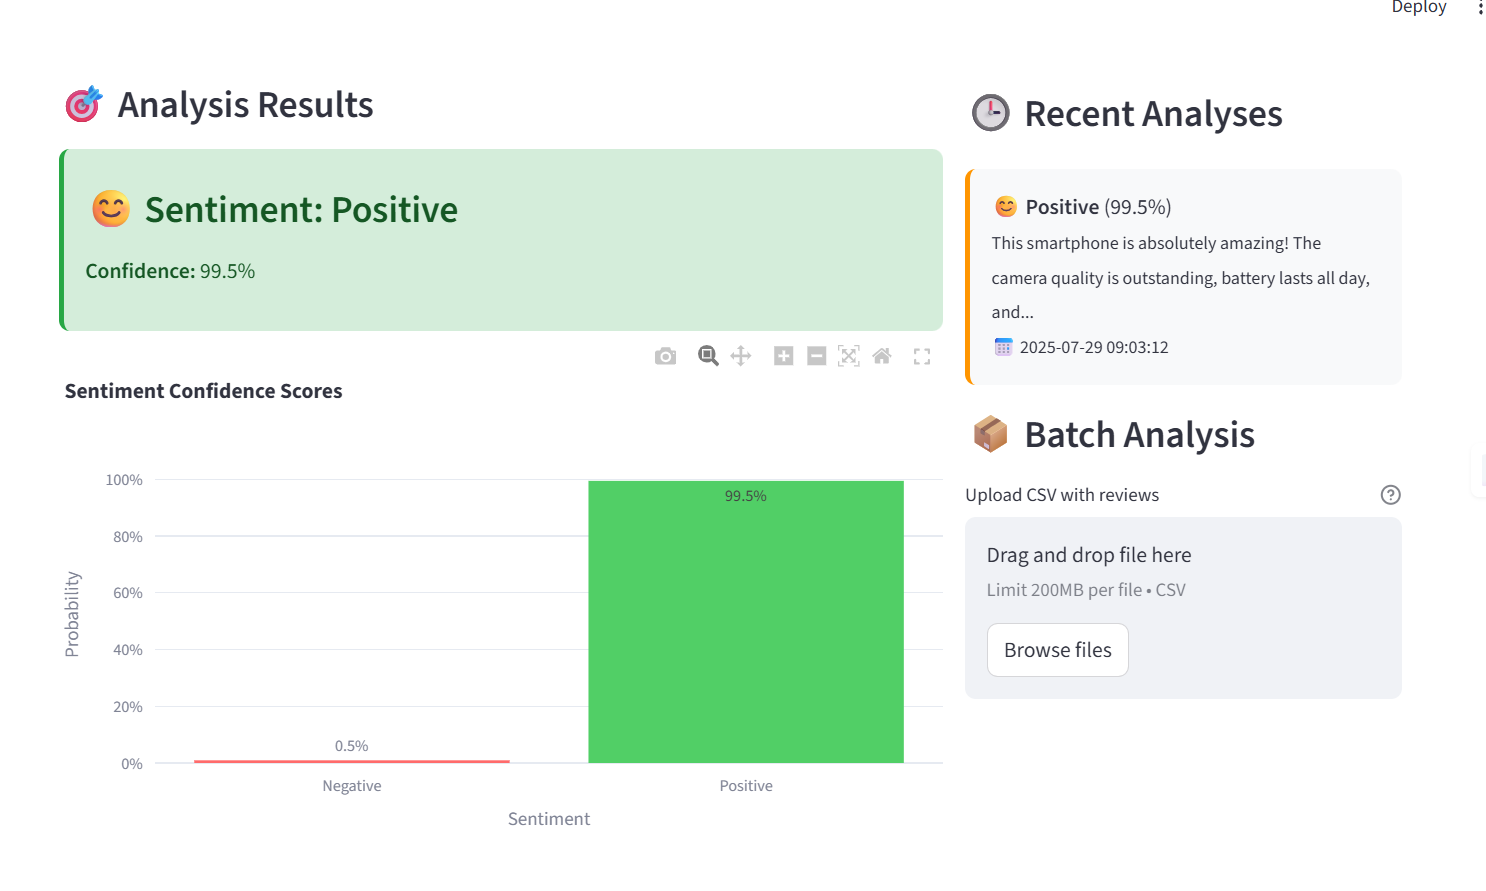 Deploy
Analysis Results
Sentiment: Positive
Confidence: 99.5%
Sentiment Confidence Scores
100%
80%
60%
40%
20%
0%
Probability
0.5%
99.5%
Negative
Positive
Sentiment
Recent Analyses
Positive (99.5%)
This smartphone is absolutely amazing! The
camera quality is outstanding, battery lasts all day,
and...
2025-07-29 09:03:12
Batch Analysis
Upload CSV with reviews
Drag and drop file here
Limit 200MB per file • CSV
Browse files